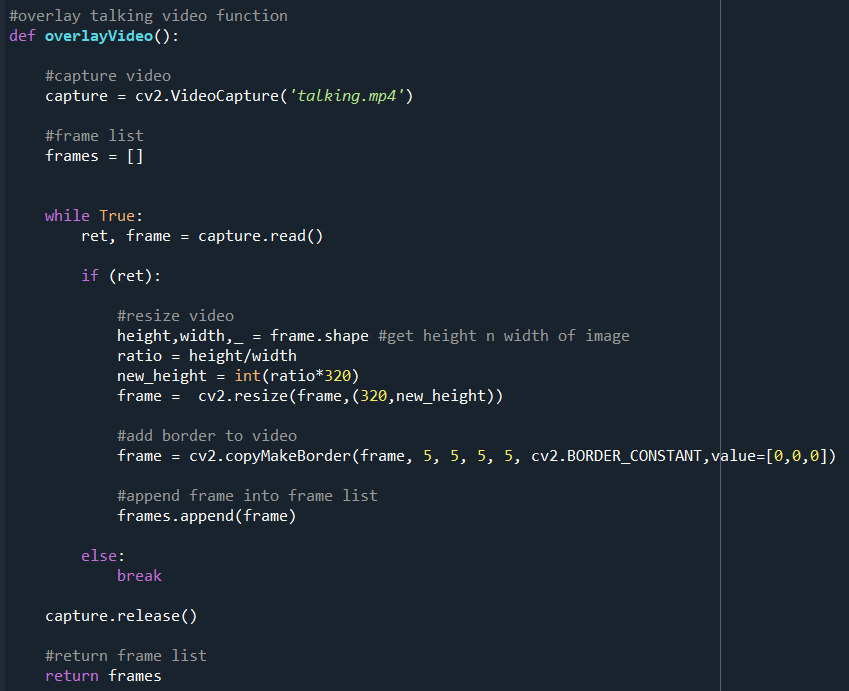 #overlay talking video function
def overlayVideo():
#capture video
capture = cv2.VideoCapture('talking.mp4')
#frame list
frames = []
while True:
ret, frame = capture.read()
if (ret):
#resize video
height,width,_ = frame.shape #get height n width of image
ratio = height/width
new_height = int(ratio*320)
frame =  cv2.resize(frame,(320,new_height))
#add border to video
frame = cv2.copyMakeBorder(frame, 5, 5, 5, 5, cv2.BORDER_CONSTANT,value=[0,0,0])
#append frame into frame list
frames.append(frame)
else:
break
capture.release()
#return frame list
return frames